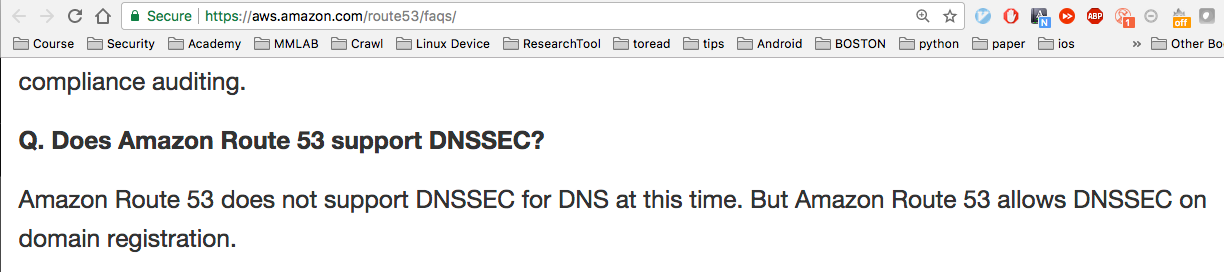 Secure https://aws.amazon.com/route53/faqs/
N ABP 1 off
Course Security Academy MMLAB Crawl Linux Device ResearchTool toread tips Android BOSTON python paper ios » Other Bo
compliance auditing.
Q. Does Amazon Route 53 support DNSSEC?
Amazon Route 53 does not support DNSSEC for DNS at this time. But Amazon Route 53 allows DNSSEC on
domain registration.